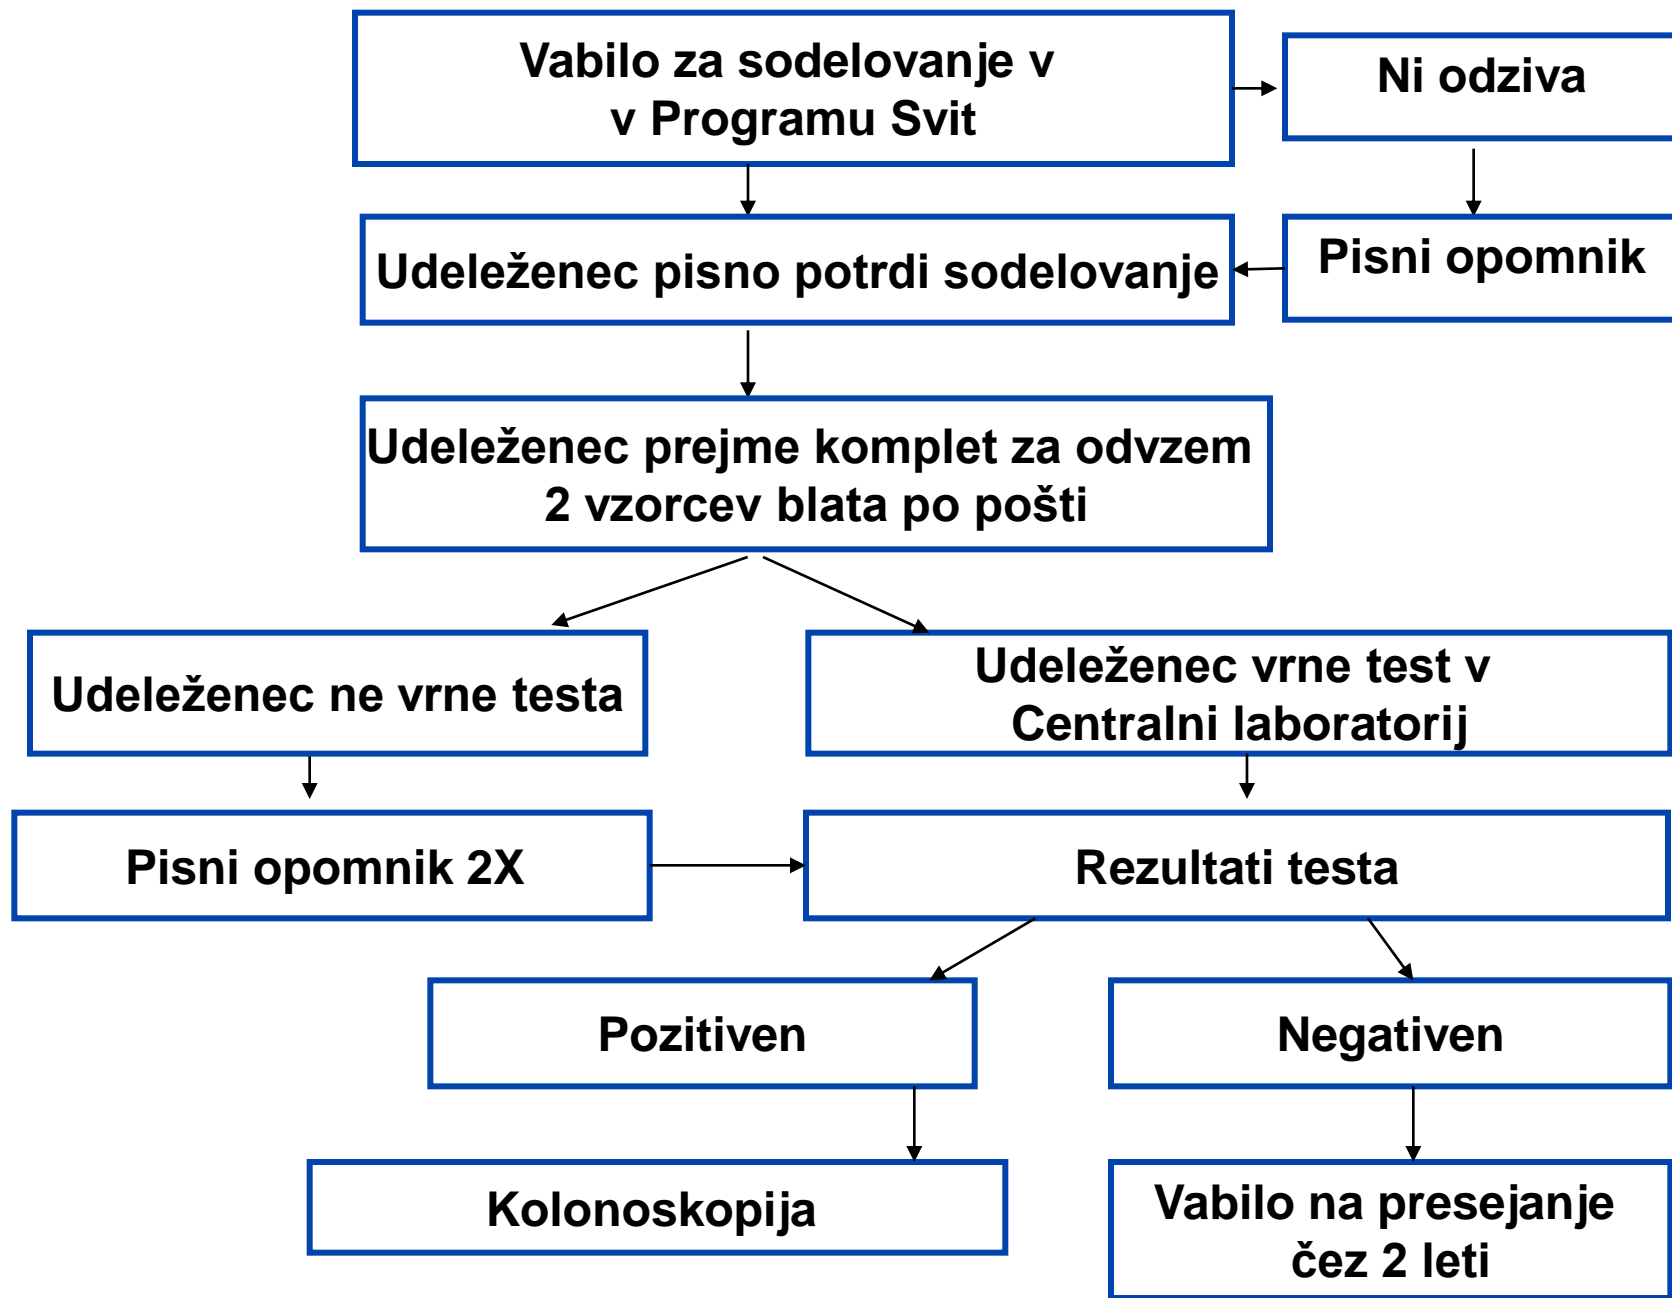 Vabilo za sodelovanje v
v Programu Svit
Ni odziva
Udeleženec pisno potrdi sodelovanje
Pisni opomnik
Udeleženec prejme komplet za odvzem
2 vzorcev blata po pošti
Udeleženec ne vrne testa
Udeleženec vrne test v
Centralni laboratorij
Pisni opomnik 2X
Rezultati testa
Pozitiven
Negativen
Kolonoskopija
Vabilo na presejanje
čez 2 leti